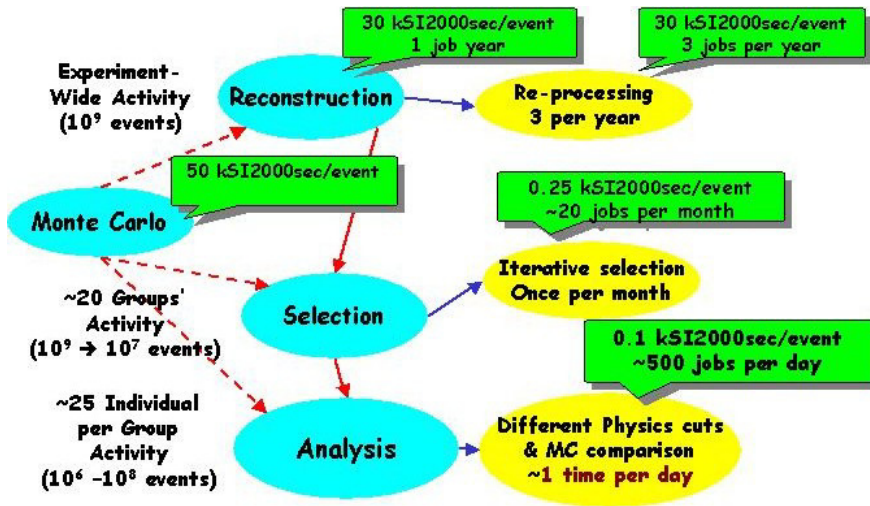 30 kSI2000sec/event
1 job year
30 kSI2000sec/event
3 jobs per year
Experiment-
Wide Activity
(10⁹ events)
Reconstruction
Re-processing
3 per year
50 kSI2000sec/event
Monte Carlo
0.25 kSI2000sec/event
~20 jobs per month
~20 Groups'
Activity
(10⁹ → 10⁷ events)
Selection
Iterative selection
Once per month
0.1 kSI2000sec/event
~500 jobs per day
~25 Individual
per Group
Activity
(10⁶ –10⁸ events)
Analysis
Different Physics cuts
& MC comparison
~1 time per day